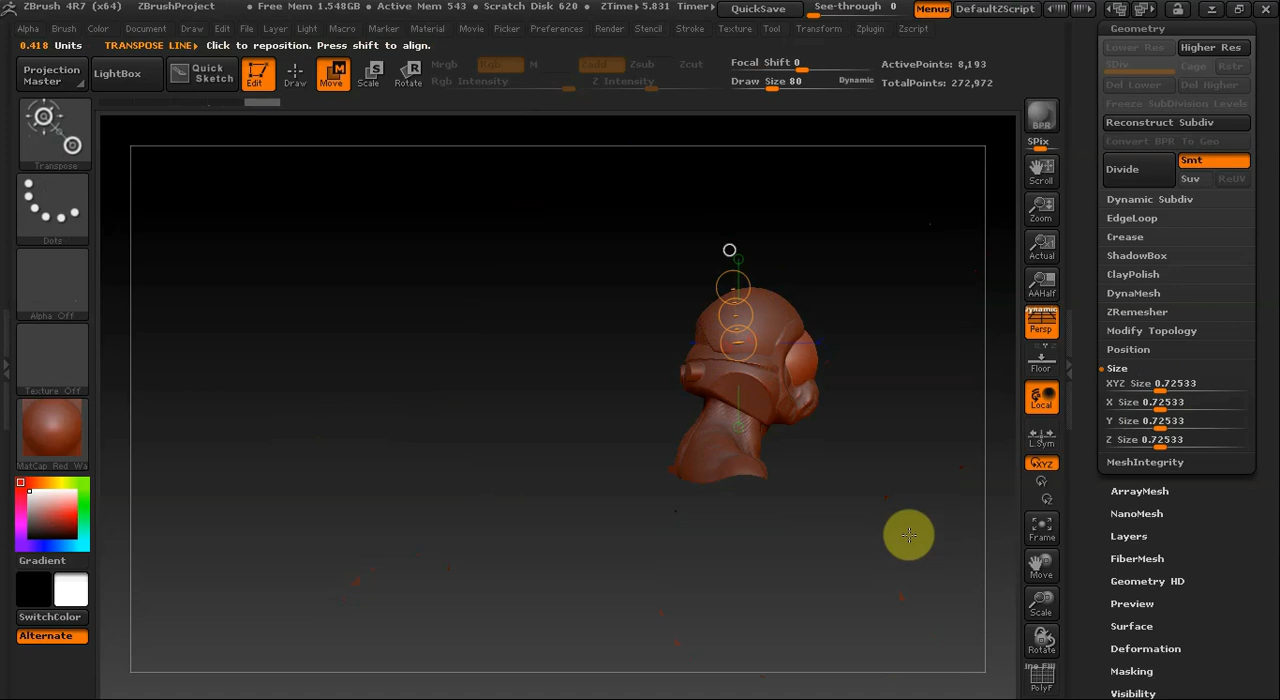 ZBrush 4R7 (x64) ZBrushProject • Free Mem 1.548GB • Active Mem 543 • Scratch Disk 620 • ZTime▸5.831 Timer▸ QuickSave See-through 0 Menus DefaultZScript
Alpha Brush Color Document Draw Edit File Layer Light Macro Marker Material Movie Picker Preferences Render Stencil Stroke Texture Tool Transform Zplugin Zscript
0.418 Units TRANSPOSE LINE▸ Click to reposition. Press shift to align.
Projection Master
LightBox
Quick Sketch
Edit
Draw
Move
Scale
Rotate
Mrgb Rgb M
Rgb Intensity
Zadd Zsub Zcut
Z Intensity
Focal Shift 0
Draw Size 80 Dynamic
ActivePoints: 8,193
TotalPoints: 272,972
Transpose
Dots
Alpha Off
Texture Off
MatCap Red Wa
Gradient
SwitchColor
Alternate
BPR
SPix
Scroll
Zoom
Actual
AAHalf
Dynamic
Persp
Floor
Local
L.Sym
XYZ
Frame
Move
Scale
Rotate
Line Fill
PolyF
Geometry
Lower Res Higher Res
SDiv Cage Rstr
Del Lower Del Higher
Freeze SubDivision Levels
Reconstruct Subdiv
Convert BPR To Geo
Divide Smt
Suv ReUV
Dynamic Subdiv
EdgeLoop
Crease
ShadowBox
ClayPolish
DynaMesh
ZRemesher
Modify Topology
Position
Size
XYZ Size 0.72533
X Size 0.72533
Y Size 0.72533
Z Size 0.72533
MeshIntegrity
ArrayMesh
NanoMesh
Layers
FiberMesh
Geometry HD
Preview
Surface
Deformation
Masking
Visibility